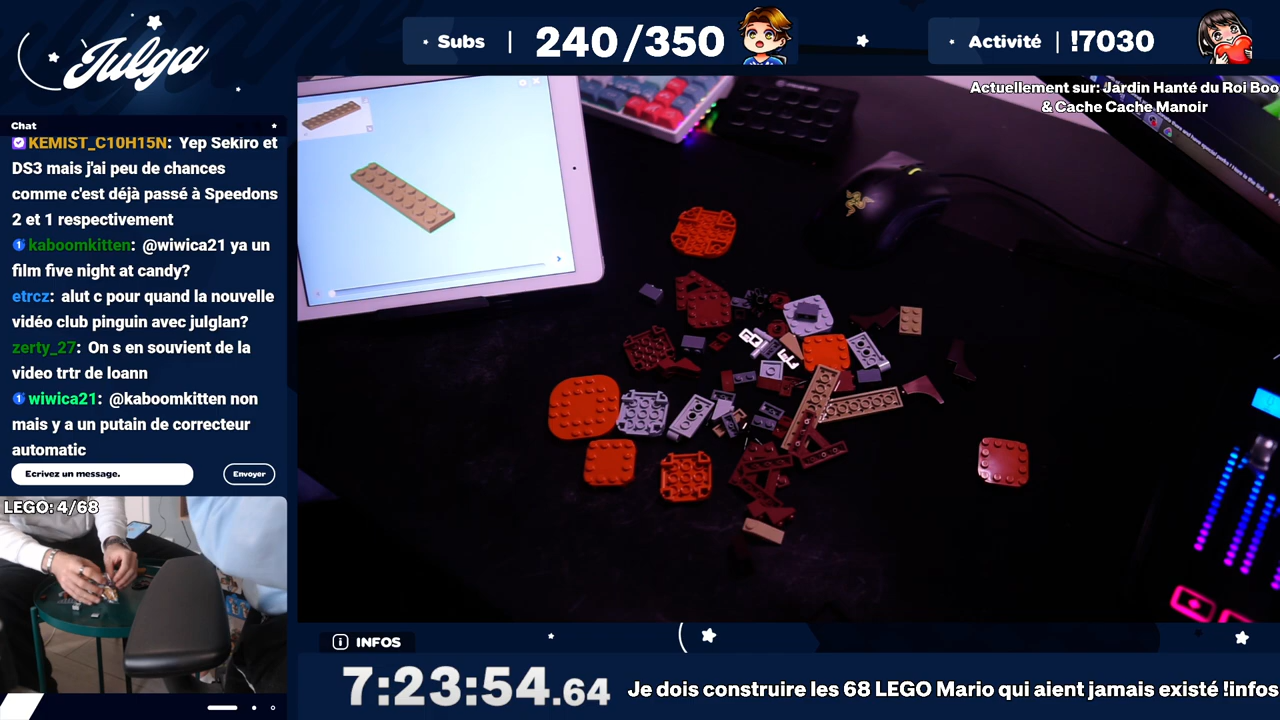 Julga
Subs | 240/350
Activité | !7030
Actuellement sur: Jardin Hanté du Roi Boo
& Cache Cache Manoir
Chat
KEMIST_C10H15N: Yep Sekiro et
DS3 mais j'ai peu de chances
comme c'est déjà passé à Speedons
2 et 1 respectivement
kaboomkitten: @wiwica21 ya un
film five night at candy?
etrcz: alut c pour quand la nouvelle
vidéo club pinguin avec julglan?
zerty_27: On s en souvient de la
video trtr de loann
wiwica21: @kaboomkitten non
mais y a un putain de correcteur
automatic
Ecrivez un message.
Envoyer
LEGO: 4/68
INFOS
7:23:54.64
Je dois construire les 68 LEGO Mario qui aient jamais existé !infos